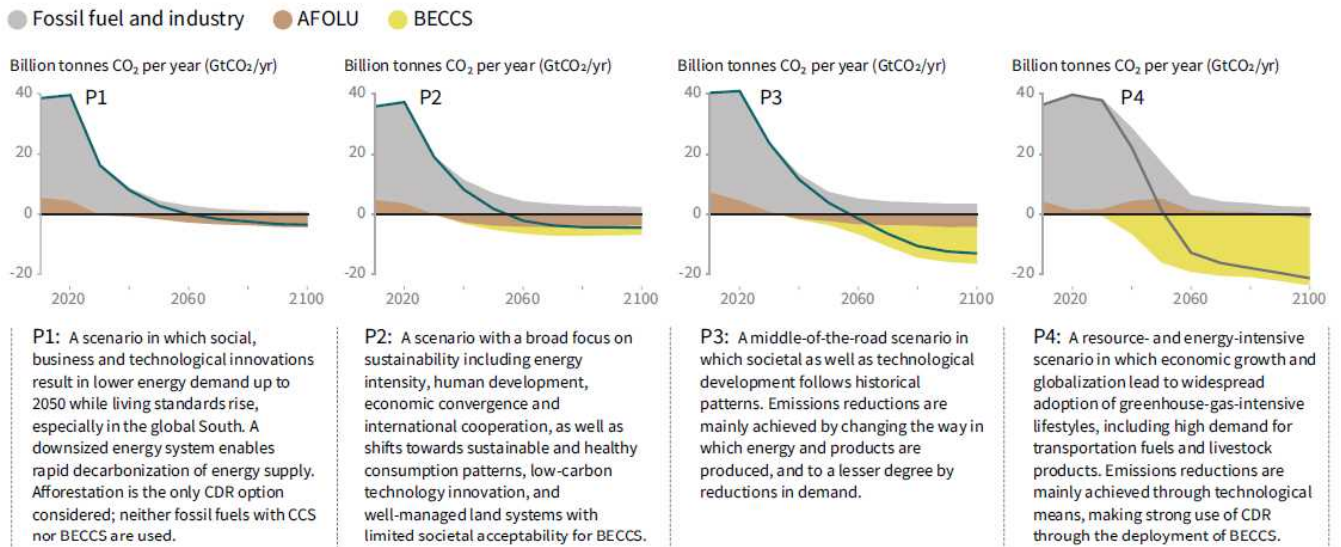 Fossil fuel and industry AFOLU BECCS
Billion tonnes CO₂ per year (GtCO₂/yr)
40
P1
20
0
-20
2020 2060 2100
Billion tonnes CO₂ per year (GtCO₂/yr)
40
P2
20
0
-20
2020 2060 2100
Billion tonnes CO₂ per year (GtCO₂/yr)
40
P3
20
0
-20
2020 2060 2100
Billion tonnes CO₂ per year (GtCO₂/yr)
40
P4
20
0
-20
2020 2060 2100
P1: A scenario in which social,
business and technological innovations
result in lower energy demand up to
2050 while living standards rise,
especially in the global South. A
downsized energy system enables
rapid decarbonization of energy supply.
Afforestation is the only CDR option
considered; neither fossil fuels with CCS
nor BECCS are used.
P2: A scenario with a broad focus on
sustainability including energy
intensity, human development,
economic convergence and
international cooperation, as well as
shifts towards sustainable and healthy
consumption patterns, low-carbon
technology innovation, and
well-managed land systems with
limited societal acceptability for BECCS.
P3: A middle-of-the-road scenario in
which societal as well as technological
development follows historical
patterns. Emissions reductions are
mainly achieved by changing the way in
which energy and products are
produced, and to a lesser degree by
reductions in demand.
P4: A resource- and energy-intensive
scenario in which economic growth and
globalization lead to widespread
adoption of greenhouse-gas-intensive
lifestyles, including high demand for
transportation fuels and livestock
products. Emissions reductions are
mainly achieved through technological
means, making strong use of CDR
through the deployment of BECCS.